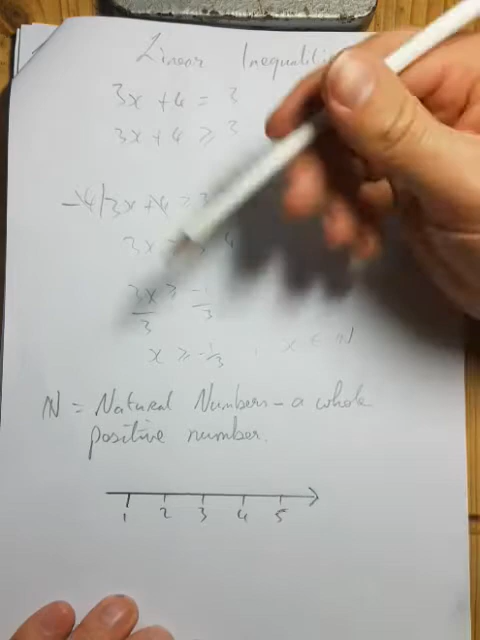 Linear Inequaliti
3x + 4 = 3
3x + 4 ≥ 3
-4/3x + 4 ≥ 3
3x
3x ≥ -1
3 3
x ≥ -1/3 , x ∈ N
N = Natural Numbers - a whole
positive number.
1 2 3 4 5